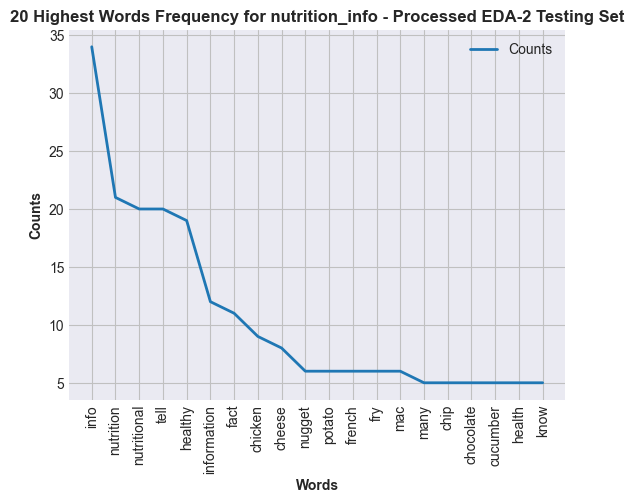 20 Highest Words Frequency for nutrition_info - Processed EDA-2 Testing Set
Counts
35
30
25
20
15
10
5
Counts
info
nutrition
nutritional
tell
healthy
information
fact
chicken
cheese
nugget
potato
french
fry
mac
many
chip
chocolate
cucumber
health
know
Words